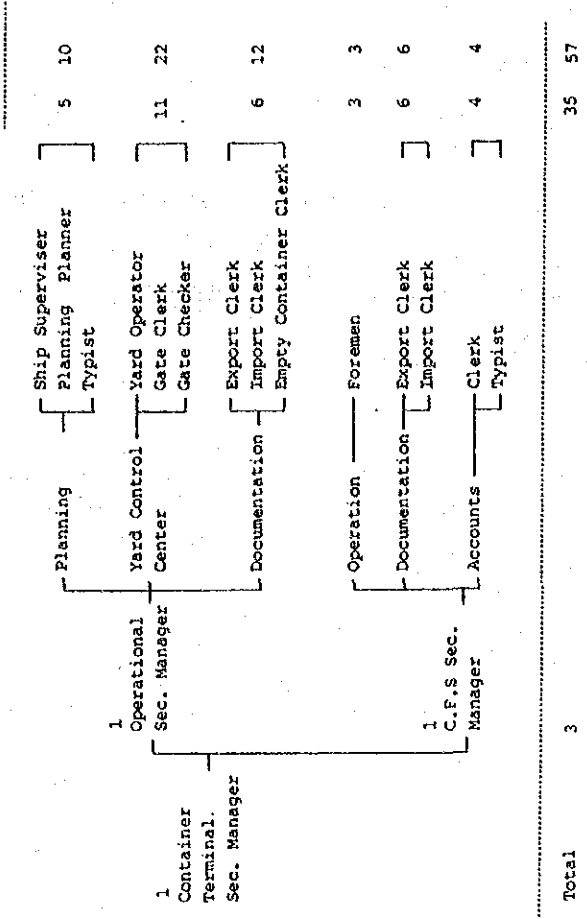 Ship Superviser
Planning Planning Planner 5 10
Typist
1
Operational Yard Control Yard Operator
Sec. Manager Center Gate Clerk 11 22
Gate Checker
1
Container
Terminal.
Sec. Manager
Export Clerk
Documentation Import Clerk 6 12
Empty Container Clerk
Operation Foremen 3 3
1
C.F.S Sec. Documentation Export Clerk 6 6
Manager Import Clerk
Accounts Clerk 4 4
Typist
Total 3 35 57